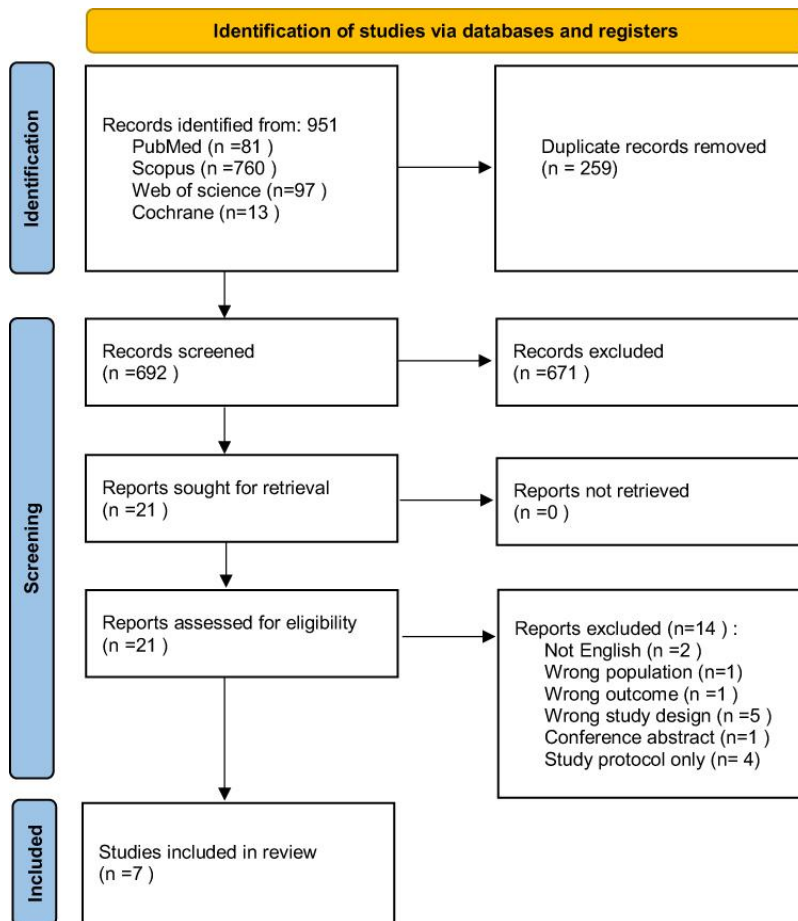 Identification of studies via databases and registers
Identification
Records identified from: 951
PubMed (n =81 )
Scopus (n =760 )
Web of science (n=97 )
Cochrane (n=13 )
Duplicate records removed
(n = 259)
Screening
Records screened
(n =692 )
Records excluded
(n =671 )
Reports sought for retrieval
(n =21 )
Reports not retrieved
(n =0 )
Reports assessed for eligibility
(n =21 )
Reports excluded (n=14 ) :
Not English (n =2 )
Wrong population (n=1)
Wrong outcome (n =1 )
Wrong study design (n =5 )
Conference abstract (n=1 )
Study protocol only (n= 4)
Included
Studies included in review
(n =7 )